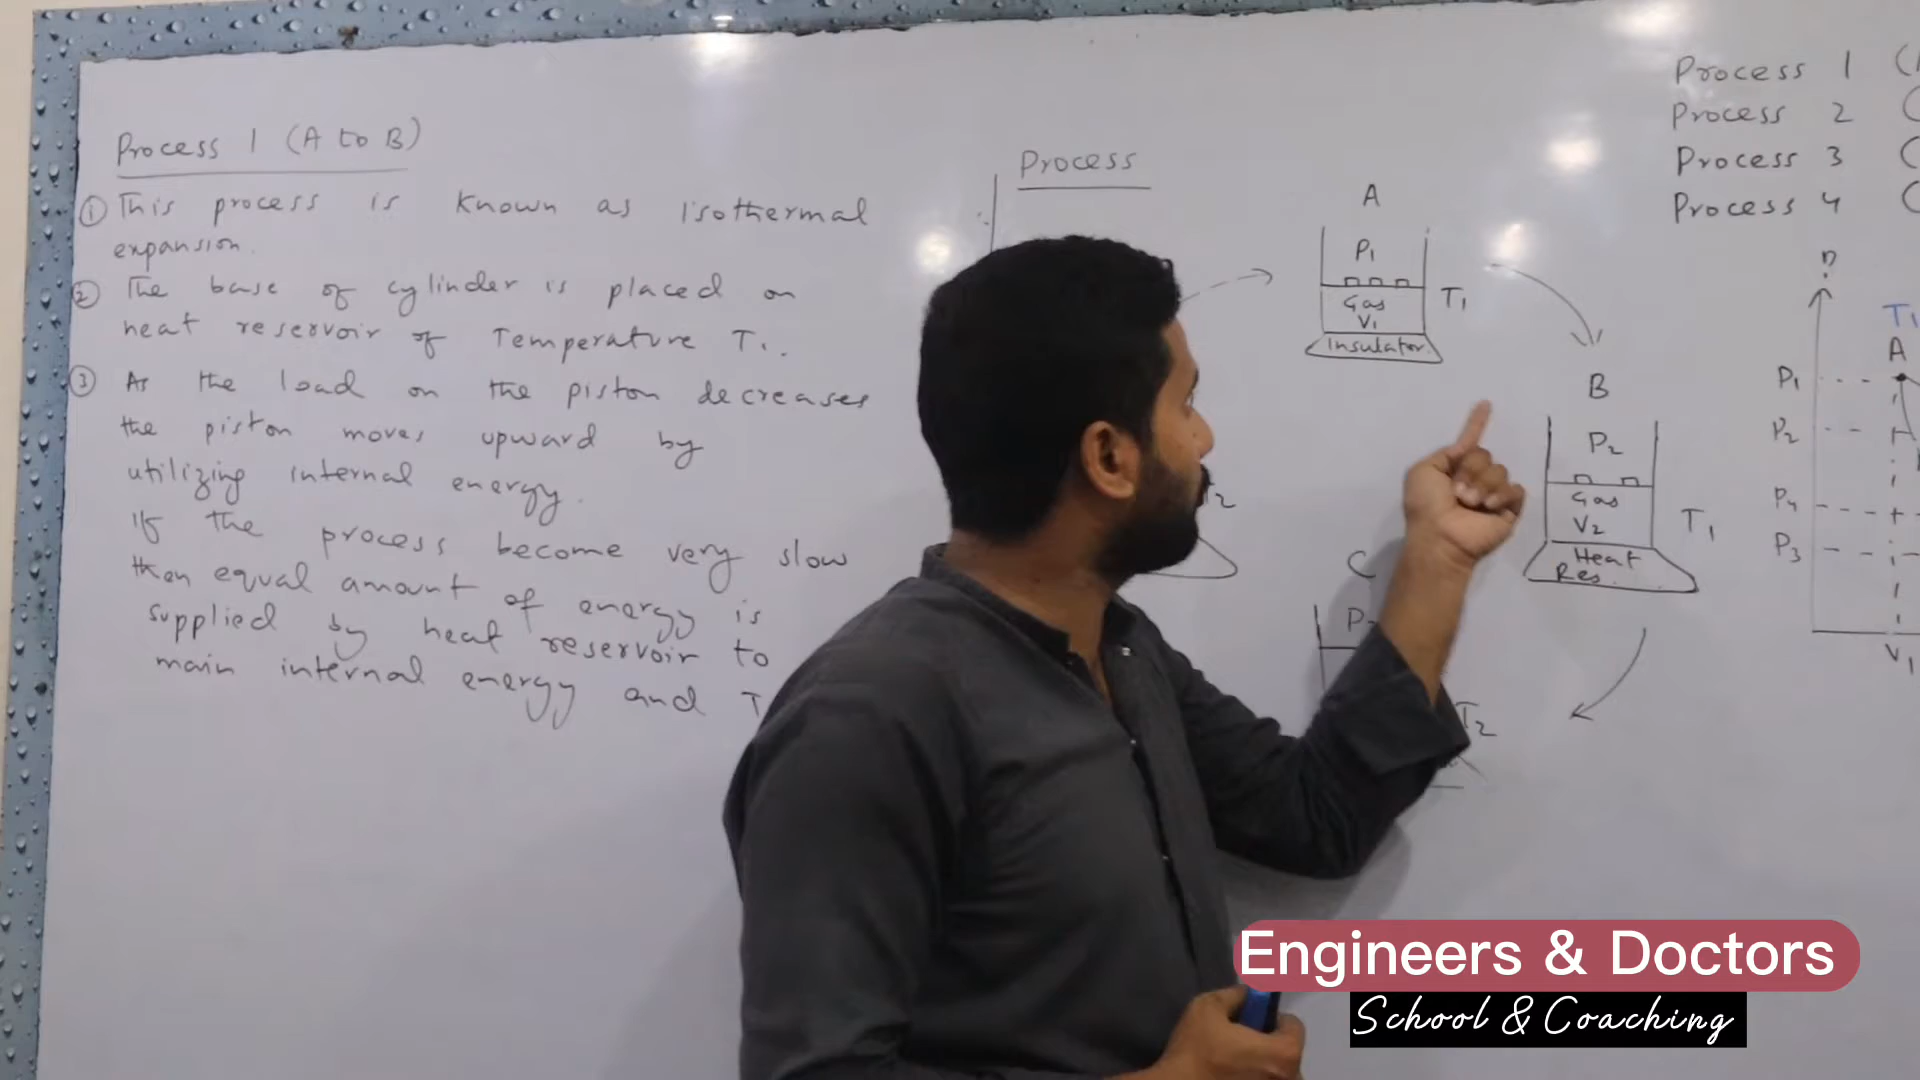 Process 1 (A to B)
① This process is known as Isothermal
expansion.
② The base of cylinder is placed on
heat reservoir of Temperature T₁.
③ As the load on the piston decreases
the piston moves upward by
utilizing internal energy.
If the process become very slow
then equal amount of energy is
supplied by heat reservoir to
main internal energy and T
Process
A
P₁
Gas
V₁
Insulator
T₁
B
P₂
Gas
V₂
Heat
Res.
T₁
C
T₂
Process 1
Process 2
Process 3
Process 4
T₁
A
P₁
P₂
P₄
P₃
V₁
Engineers & Doctors
School & Coaching